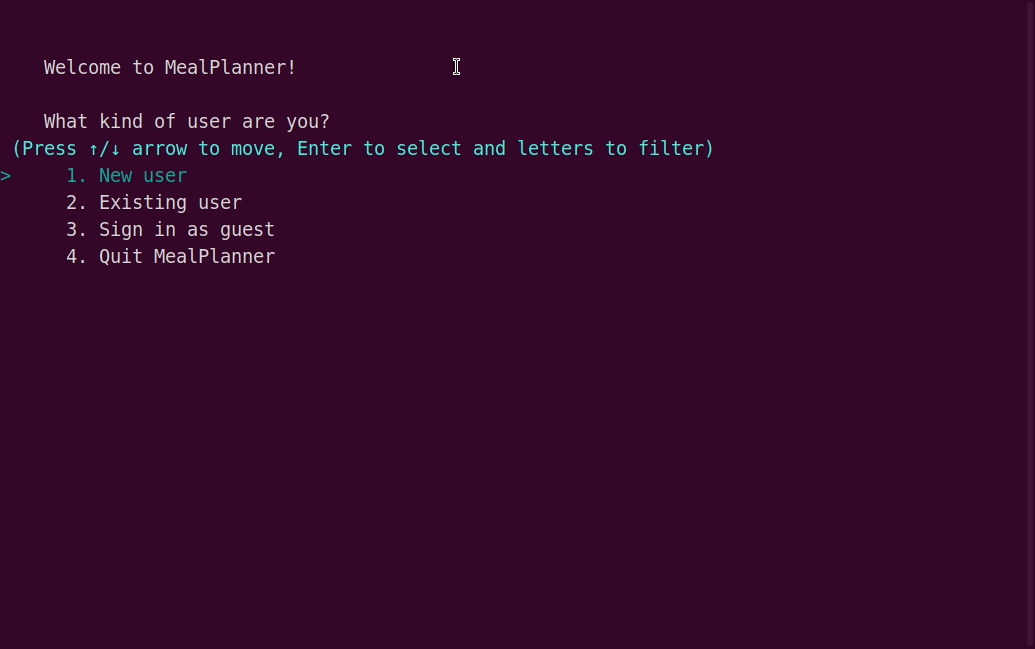 Welcome to MealPlanner!
What kind of user are you?
(Press ↑/↓ arrow to move, Enter to select and letters to filter)
> 1. New user
2. Existing user
3. Sign in as guest
4. Quit MealPlanner